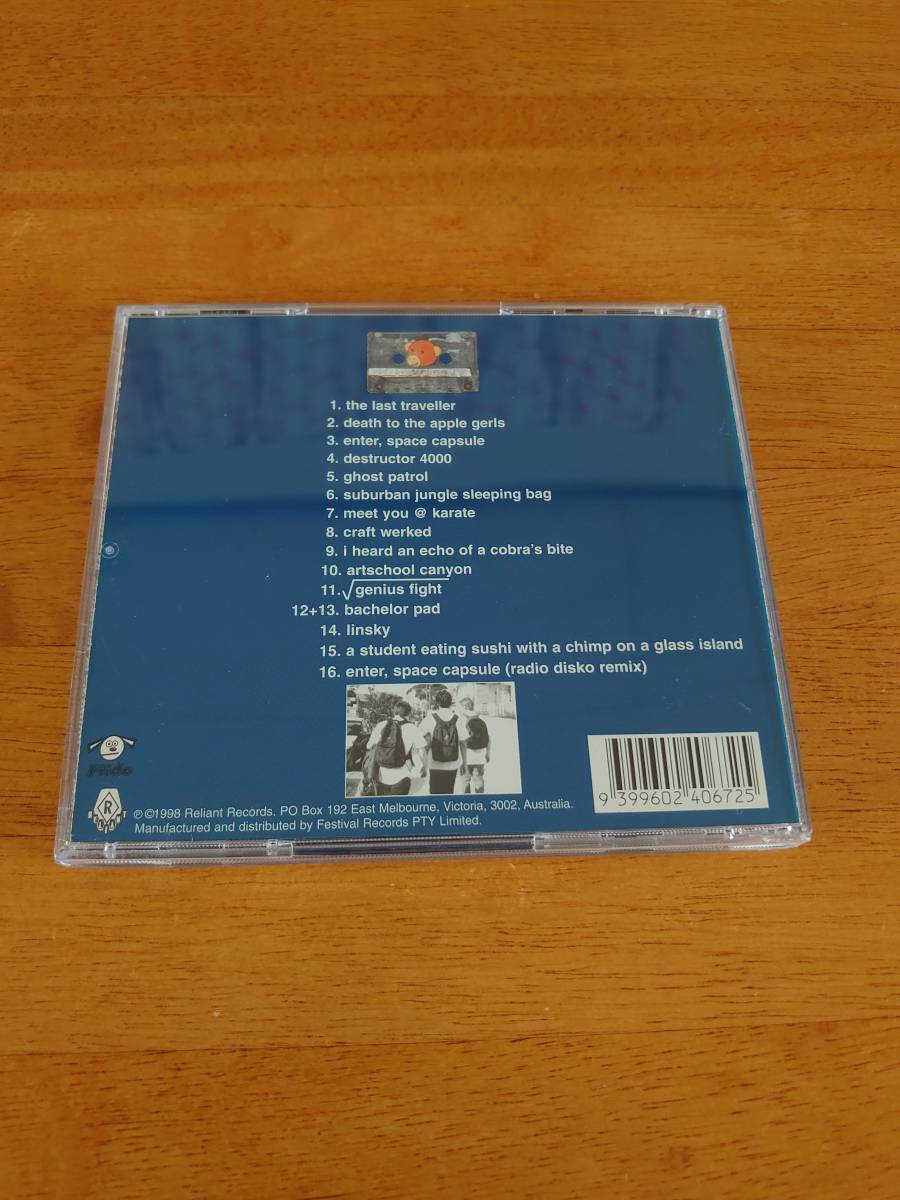 1. the last traveller
2. death to the apple gerls
3. enter, space capsule
4. destructor 4000
5. ghost patrol
6. suburban jungle sleeping bag
7. meet you @ karate
8. craft werked
9. i heard an echo of a cobra's bite
10. artschool canyon
11. √genius fight
12+13. bachelor pad
14. linsky
15. a student eating sushi with a chimp on a glass island
16. enter, space capsule (radio disko remix)
R
℗©1998 Reliant Records. PO Box 192 East Melbourne, Victoria, 3002, Australia.
Manufactured and distributed by Festival Records PTY Limited.
9 399602 406725